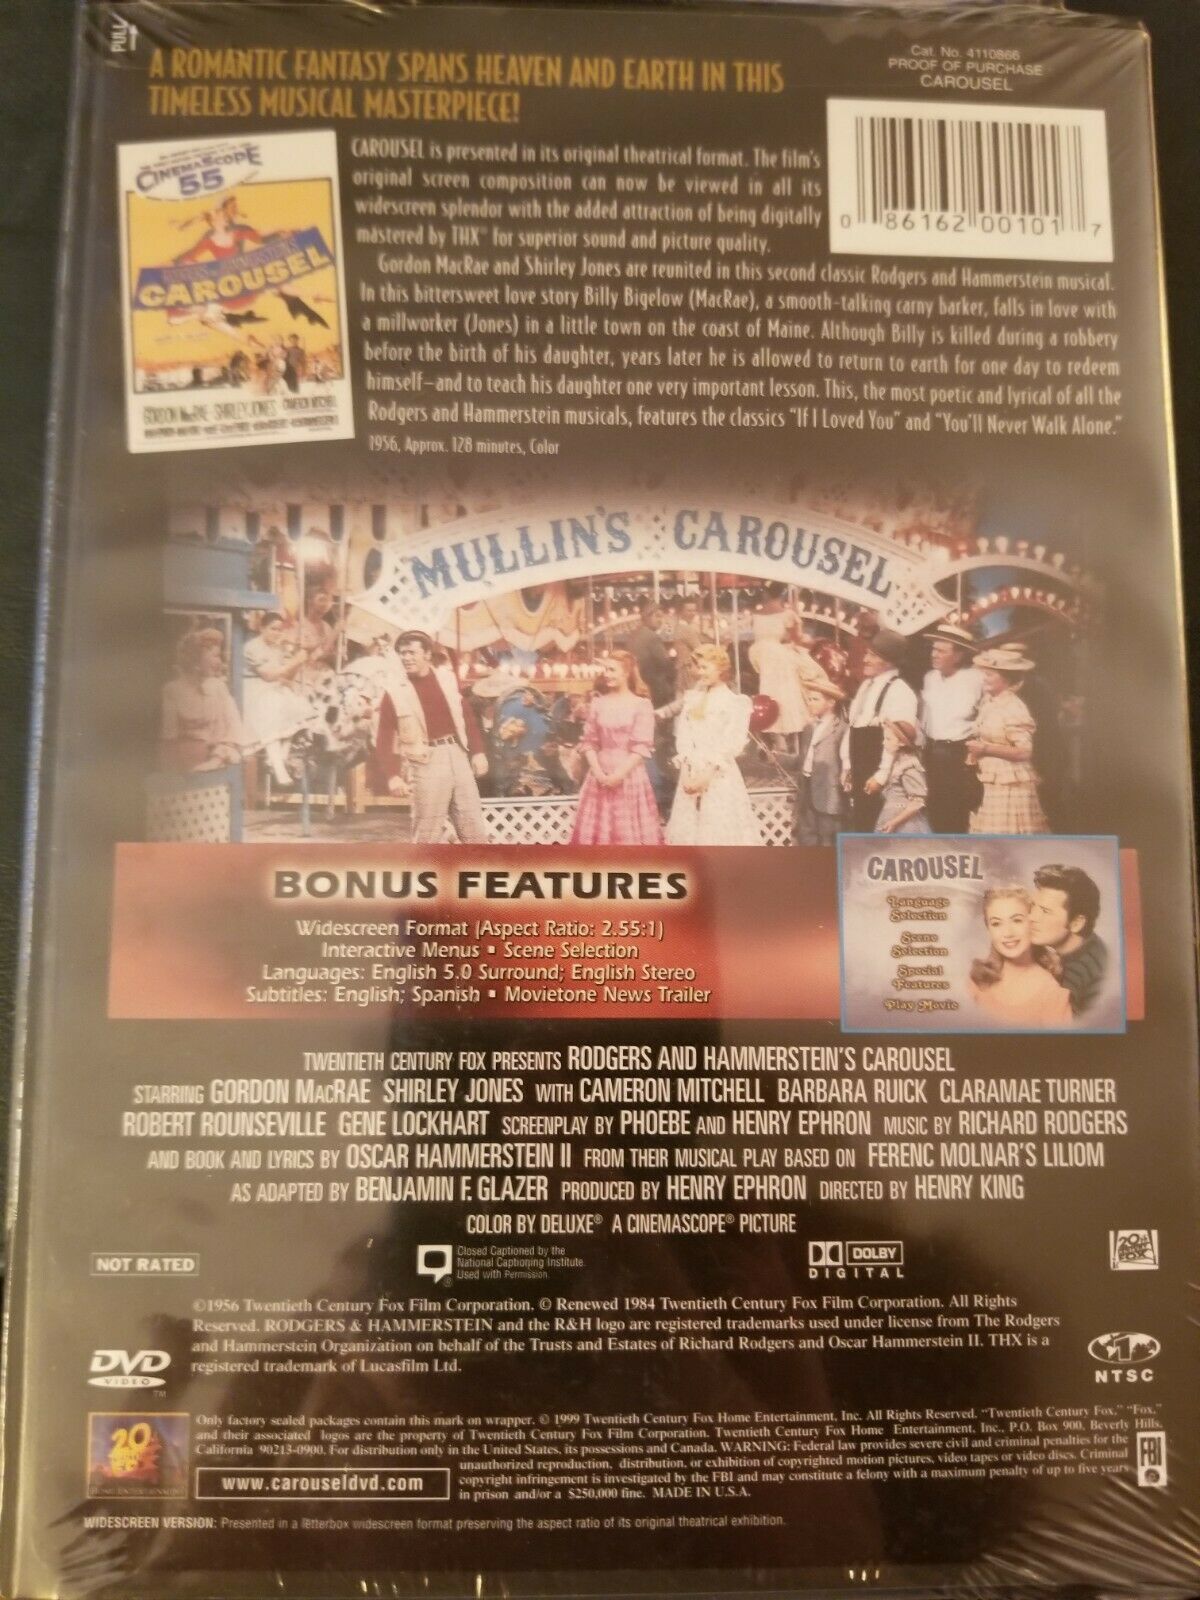 PULL
A ROMANTIC FANTASY SPANS HEAVEN AND EARTH IN THIS
TIMELESS MUSICAL MASTERPIECE!
Cat. No. 4110866
PROOF OF PURCHASE
CAROUSEL
0 86162 00101 7
CINEMASCOPE
55
CAROUSEL
GORDON MacRAE · SHIRLEY JONES · CAMERON MITCHELL
CAROUSEL is presented in its original theatrical format. The film's
original screen composition can now be viewed in all its
widescreen splendor with the added attraction of being digitally
mastered by THX® for superior sound and picture quality.
Gordon MacRae and Shirley Jones are reunited in this second classic Rodgers and Hammerstein musical.
In this bittersweet love story Billy Bigelow (MacRae), a smooth-talking carny barker, falls in love with
a millworker (Jones) in a little town on the coast of Maine. Although Billy is killed during a robbery
before the birth of his daughter, years later he is allowed to return to earth for one day to redeem
himself—and to teach his daughter one very important lesson. This, the most poetic and lyrical of all the
Rodgers and Hammerstein musicals, features the classics "If I Loved You" and "You'll Never Walk Alone."
1956, Approx. 128 minutes, Color
MULLIN'S CAROUSEL
BONUS FEATURES
Widescreen Format (Aspect Ratio: 2.55:1)
Interactive Menus ▪ Scene Selection
Languages: English 5.0 Surround; English Stereo
Subtitles: English; Spanish ▪ Movietone News Trailer
CAROUSEL
Language
Selection
Scene
Selection
Special
Features
Play Movie
TWENTIETH CENTURY FOX PRESENTS RODGERS AND HAMMERSTEIN'S CAROUSEL
STARRING GORDON MacRAE SHIRLEY JONES WITH CAMERON MITCHELL BARBARA RUICK CLARAMAE TURNER
ROBERT ROUNSEVILLE GENE LOCKHART SCREENPLAY BY PHOEBE AND HENRY EPHRON MUSIC BY RICHARD RODGERS
AND BOOK AND LYRICS BY OSCAR HAMMERSTEIN II FROM THEIR MUSICAL PLAY BASED ON FERENC MOLNAR'S LILIOM
AS ADAPTED BY BENJAMIN F. GLAZER PRODUCED BY HENRY EPHRON DIRECTED BY HENRY KING
COLOR BY DELUXE® A CINEMASCOPE® PICTURE
NOT RATED
Closed Captioned by the
National Captioning Institute.
Used with Permission.
DOLBY
DIGITAL
20th
CENTURY
FOX
©1956 Twentieth Century Fox Film Corporation. © Renewed 1984 Twentieth Century Fox Film Corporation. All Rights
Reserved. RODGERS & HAMMERSTEIN and the R&H logo are registered trademarks used under license from The Rodgers
and Hammerstein Organization on behalf of the Trusts and Estates of Richard Rodgers and Oscar Hammerstein II. THX is a
registered trademark of Lucasfilm Ltd.
DVD
VIDEO
TM
1
NTSC
Only factory sealed packages contain this mark on wrapper. © 1999 Twentieth Century Fox Home Entertainment, Inc. All Rights Reserved. "Twentieth Century Fox," "Fox,"
and their associated logos are the property of Twentieth Century Fox Film Corporation. Twentieth Century Fox Home Entertainment, Inc., P.O. Box 900, Beverly Hills,
California 90213-0900. For distribution only in the United States, its possessions and Canada. WARNING: Federal law provides severe civil and criminal penalties for the
unauthorized reproduction, distribution, or exhibition of copyrighted motion pictures, video tapes or video discs. Criminal
copyright infringement is investigated by the FBI and may constitute a felony with a maximum penalty of up to five years
in prison and/or a $250,000 fine. MADE IN U.S.A.
www.carouseldvd.com
20
HOME ENTERTAINMENT
FBI
WIDESCREEN VERSION: Presented in a letterbox widescreen format preserving the aspect ratio of its original theatrical exhibition.